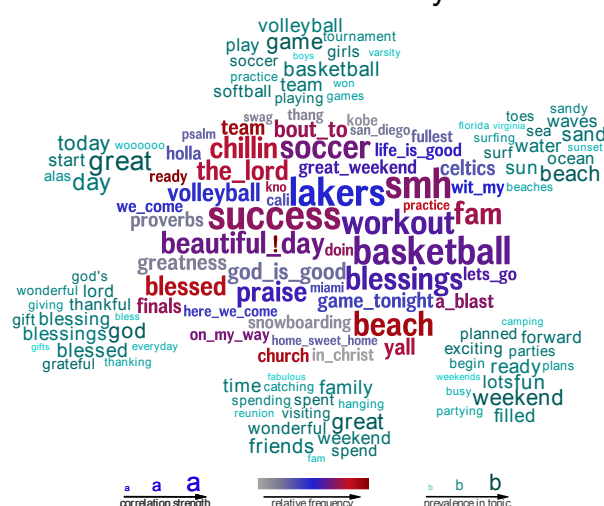 volleyball
play game tournament
boys girls varsity
soccer basketball
practice team won
softball playing games
swag thang kobe
psalm team bout_to san_diego fullest
holla chillin soccer life_is_good
ready the_lord great_weekend celtics
volleyball kno cali lakers smh wit_my
we_come success practice fam
proverbs workout
beautiful_! day doin basketball
greatness god_is_good blessings lets_go
blessed praise miami game_tonight a_blast
finals here_we_come
snowboarding beach
on_my_way home_sweet_home yall
church in_christ
today woooooo
start great
alas day
sandy
toes waves
florida virginia sea sand
surfing water sunset
surf ocean
sun beach
beaches
god's
wonderful lord
giving thankful
gift blessing bless
blessings god
gifts blessed everyday
grateful thanking
fabulous
time catching family
spending spent hanging
reunion visiting great
wonderful weekend
friends spend
fam
camping
planned forward
exciting parties
begin ready plans
weekends lots fun
busy weekend
partying filled
a a a
correlation strength
relative frequency
b b b
prevalence in topic